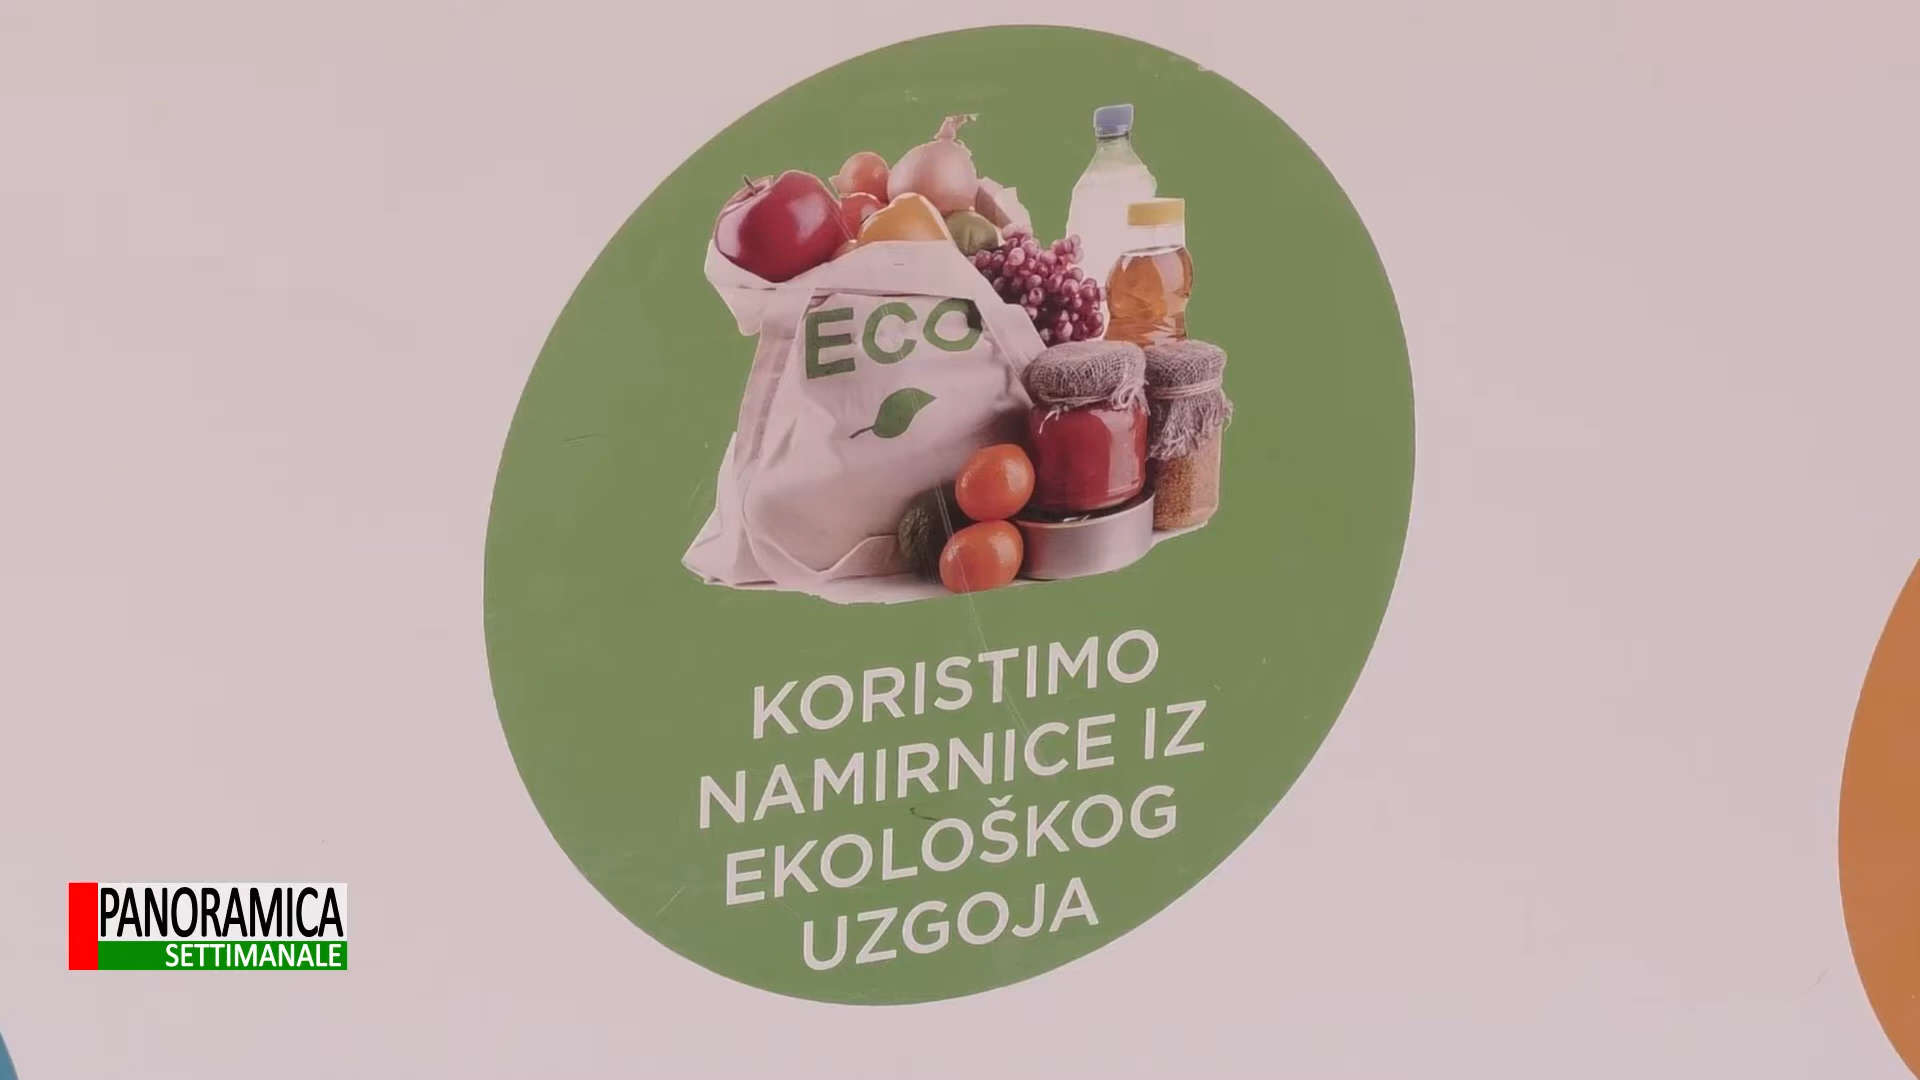 ECO
KORISTIMO
NAMIRNICE IZ
EKOLOŠKOG
UZGOJA
PANORAMICA
SETTIMANALE